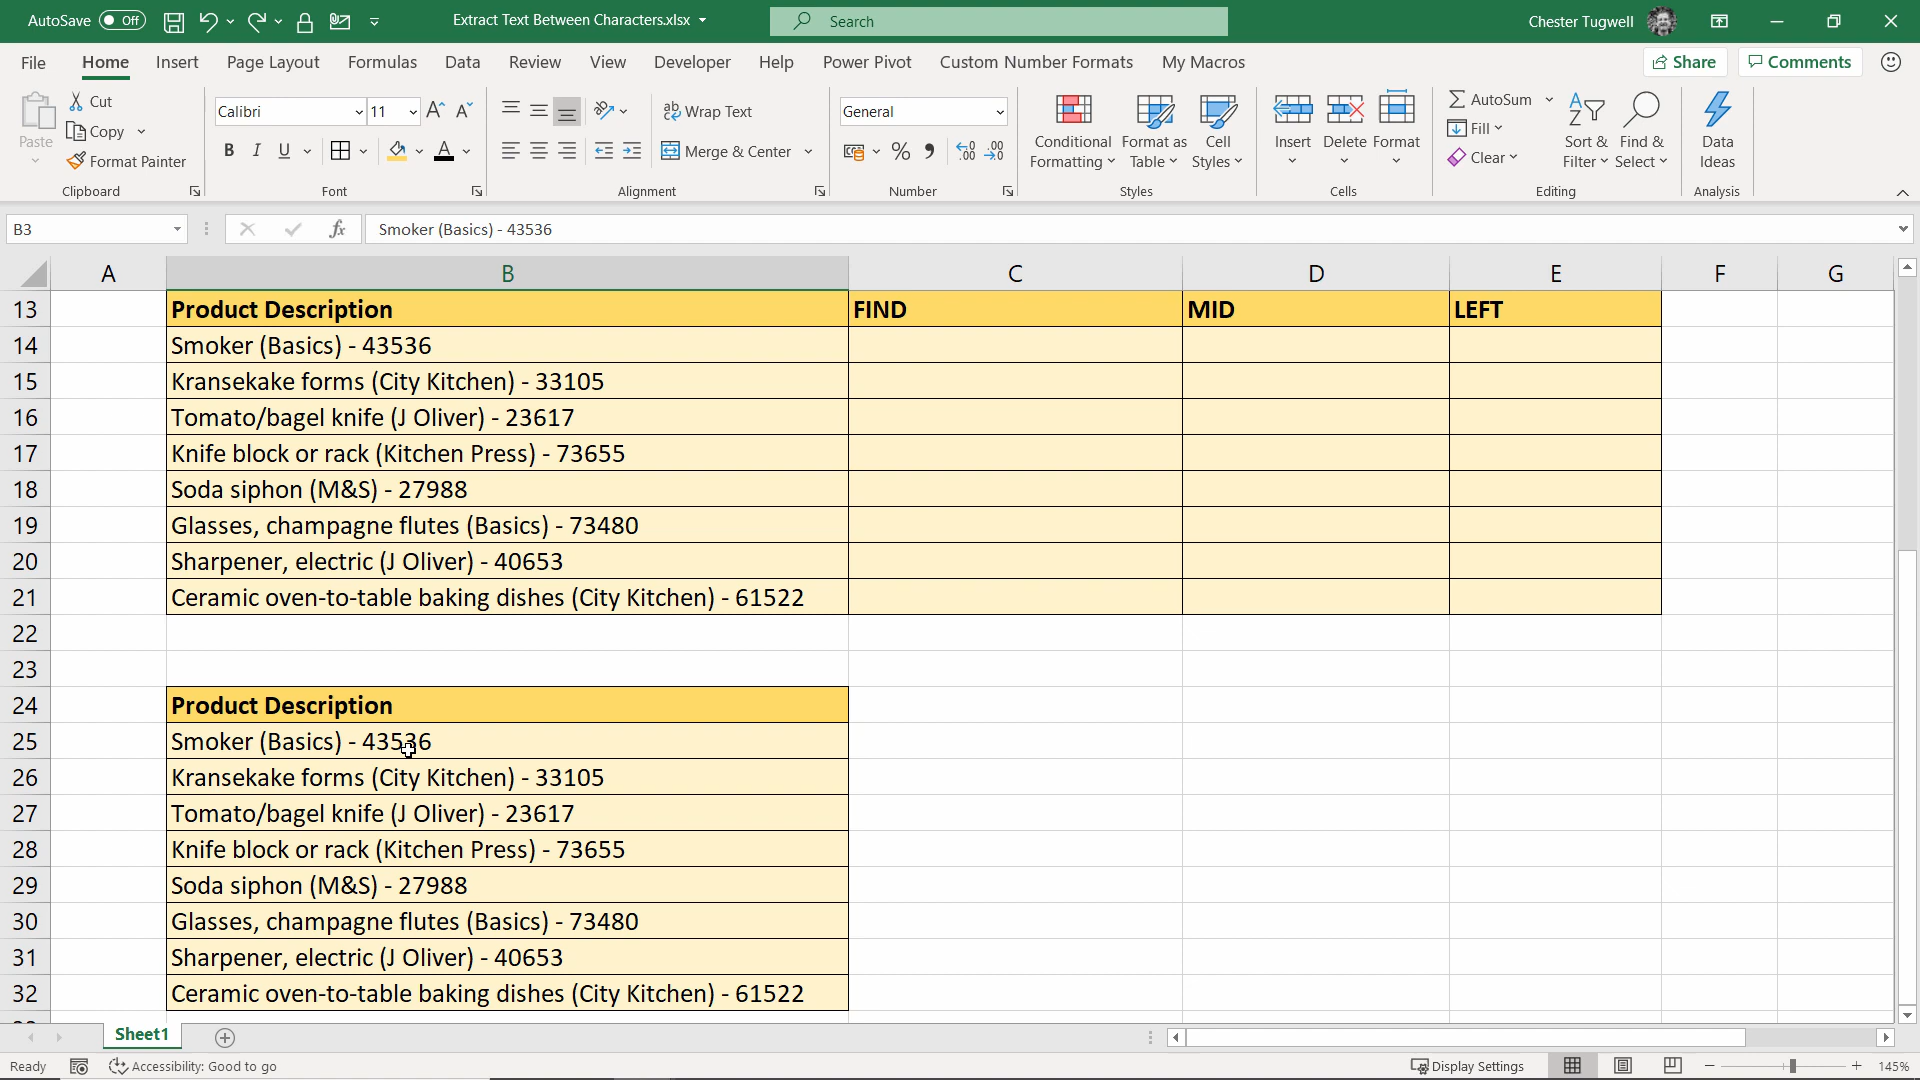 AutoSave Off
Extract Text Between Characters.xlsx
Search
Chester Tugwell
File Home Insert Page Layout Formulas Data Review View Developer Help Power Pivot Custom Number Formats My Macros
Share Comments
Paste
Cut
Copy
Format Painter
Clipboard
Calibri 11
B I U
Font
Wrap Text
Merge & Center
Alignment
General
Number
Conditional Formatting
Format as Table
Cell Styles
Styles
Insert Delete Format
Cells
AutoSum
Fill
Clear
Sort & Filter
Find & Select
Editing
Data Ideas
Analysis
B3
fx
Smoker (Basics) - 43536
A B C D E F G
13 Product Description FIND MID LEFT
14 Smoker (Basics) - 43536
15 Kransekake forms (City Kitchen) - 33105
16 Tomato/bagel knife (J Oliver) - 23617
17 Knife block or rack (Kitchen Press) - 73655
18 Soda siphon (M&S) - 27988
19 Glasses, champagne flutes (Basics) - 73480
20 Sharpener, electric (J Oliver) - 40653
21 Ceramic oven-to-table baking dishes (City Kitchen) - 61522
22
23
24 Product Description
25 Smoker (Basics) - 43536
26 Kransekake forms (City Kitchen) - 33105
27 Tomato/bagel knife (J Oliver) - 23617
28 Knife block or rack (Kitchen Press) - 73655
29 Soda siphon (M&S) - 27988
30 Glasses, champagne flutes (Basics) - 73480
31 Sharpener, electric (J Oliver) - 40653
32 Ceramic oven-to-table baking dishes (City Kitchen) - 61522
Sheet1
Ready
Accessibility: Good to go
Display Settings
145%